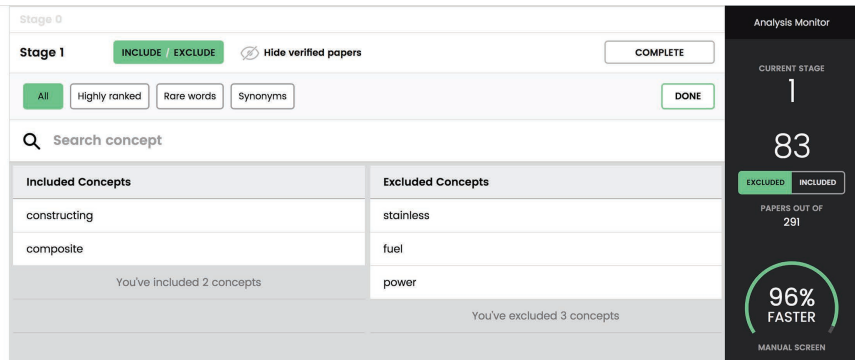 Stage 0
Stage 1
INCLUDE / EXCLUDE
Hide verified papers
COMPLETE
All
Highly ranked
Rare words
Synonyms
DONE
Search concept
Included Concepts
constructing
composite
You've included 2 concepts
Excluded Concepts
stainless
fuel
power
You've excluded 3 concepts
Analysis Monitor
CURRENT STAGE
1
83
EXCLUDED
INCLUDED
PAPERS OUT OF
291
96%
FASTER
MANUAL SCREEN